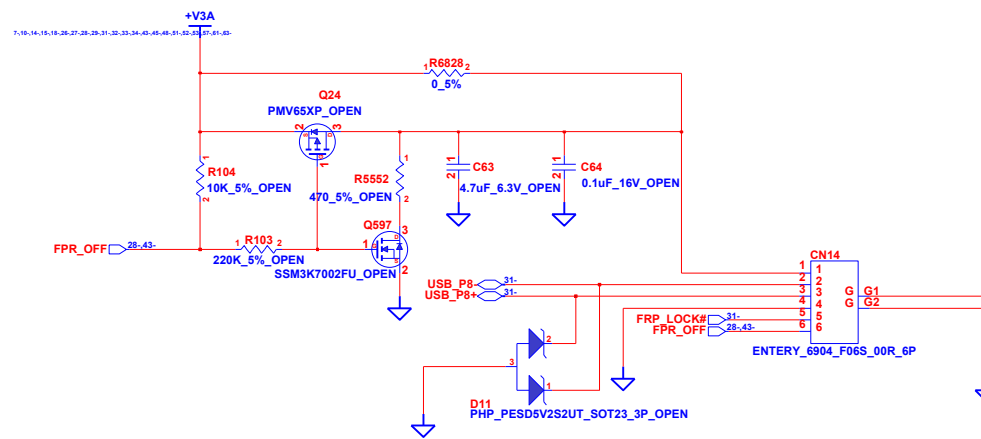 +V3A
7-,10-,14-,15-,18-,26-,27-,28-,29-,31-,32-,33-,34-,43-,45-,48-,51-,52-,53-,57-,61-,63-
1 R6828 2
0_5%
Q24
PMV65XP_OPEN
2 S D 3
1
1
R104
10K_5%_OPEN
2
1
R5552
470_5%_OPEN
2
1
C63
2
4.7uF_6.3V_OPEN
1
C64
2
0.1uF_16V_OPEN
FPR_OFF 28-,43-
1 R103 2
220K_5%_OPEN
Q597
3
1 G D S
2
SSM3K7002FU_OPEN
CN14
1 1
2 2
3 3
4 4
5 5
6 6
G G1
G G2
ENTERY_6904_F06S_00R_6P
USB_P8- 31-
USB_P8+ 31-
FRP_LOCK# 31-
FPR_OFF 28-,43-
2
3
1
D11
PHP_PESD5V2S2UT_SOT23_3P_OPEN